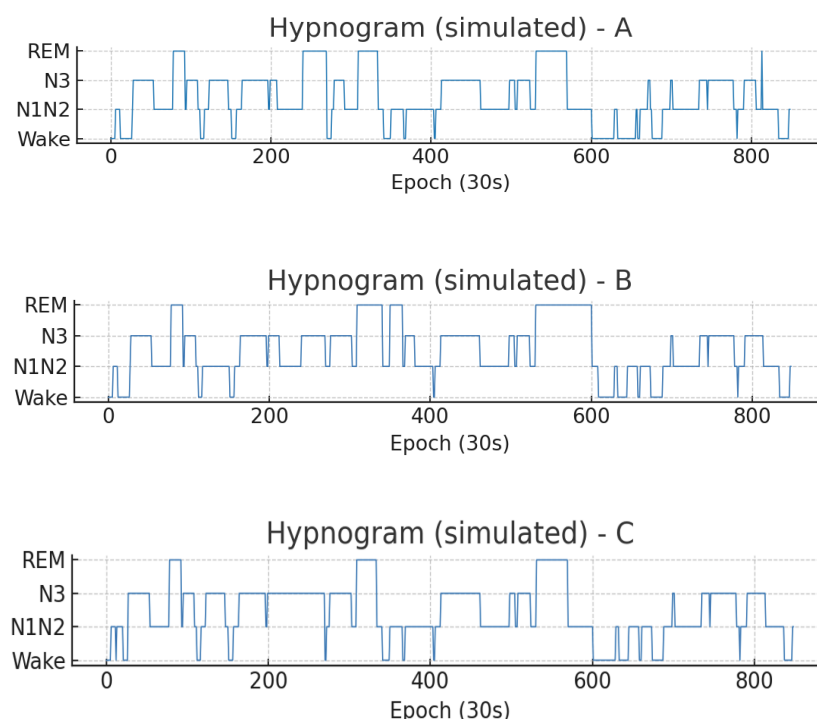 Hypnogram (simulated) - A
REM
N3
N1N2
Wake
0 200 400 600 800
Epoch (30s)
Hypnogram (simulated) - B
REM
N3
N1N2
Wake
0 200 400 600 800
Epoch (30s)
Hypnogram (simulated) - C
REM
N3
N1N2
Wake
0 200 400 600 800
Epoch (30s)